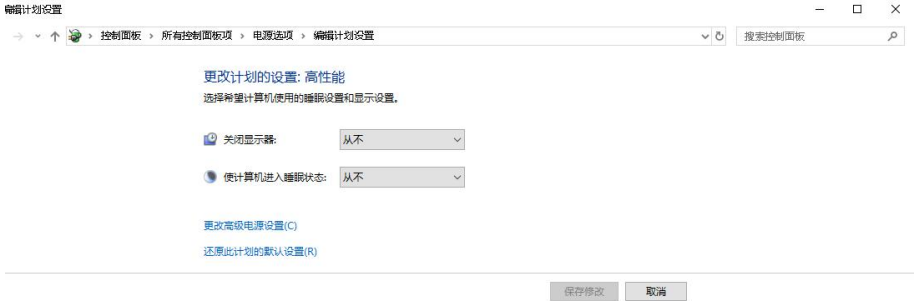 编辑计划设置
控制面板 › 所有控制面板项 › 电源选项 › 编辑计划设置
搜索控制面板
更改计划的设置: 高性能
选择希望计算机使用的睡眠设置和显示设置。
关闭显示器: 从不
使计算机进入睡眠状态: 从不
更改高级电源设置(C)
还原此计划的默认设置(R)
保存修改 取消